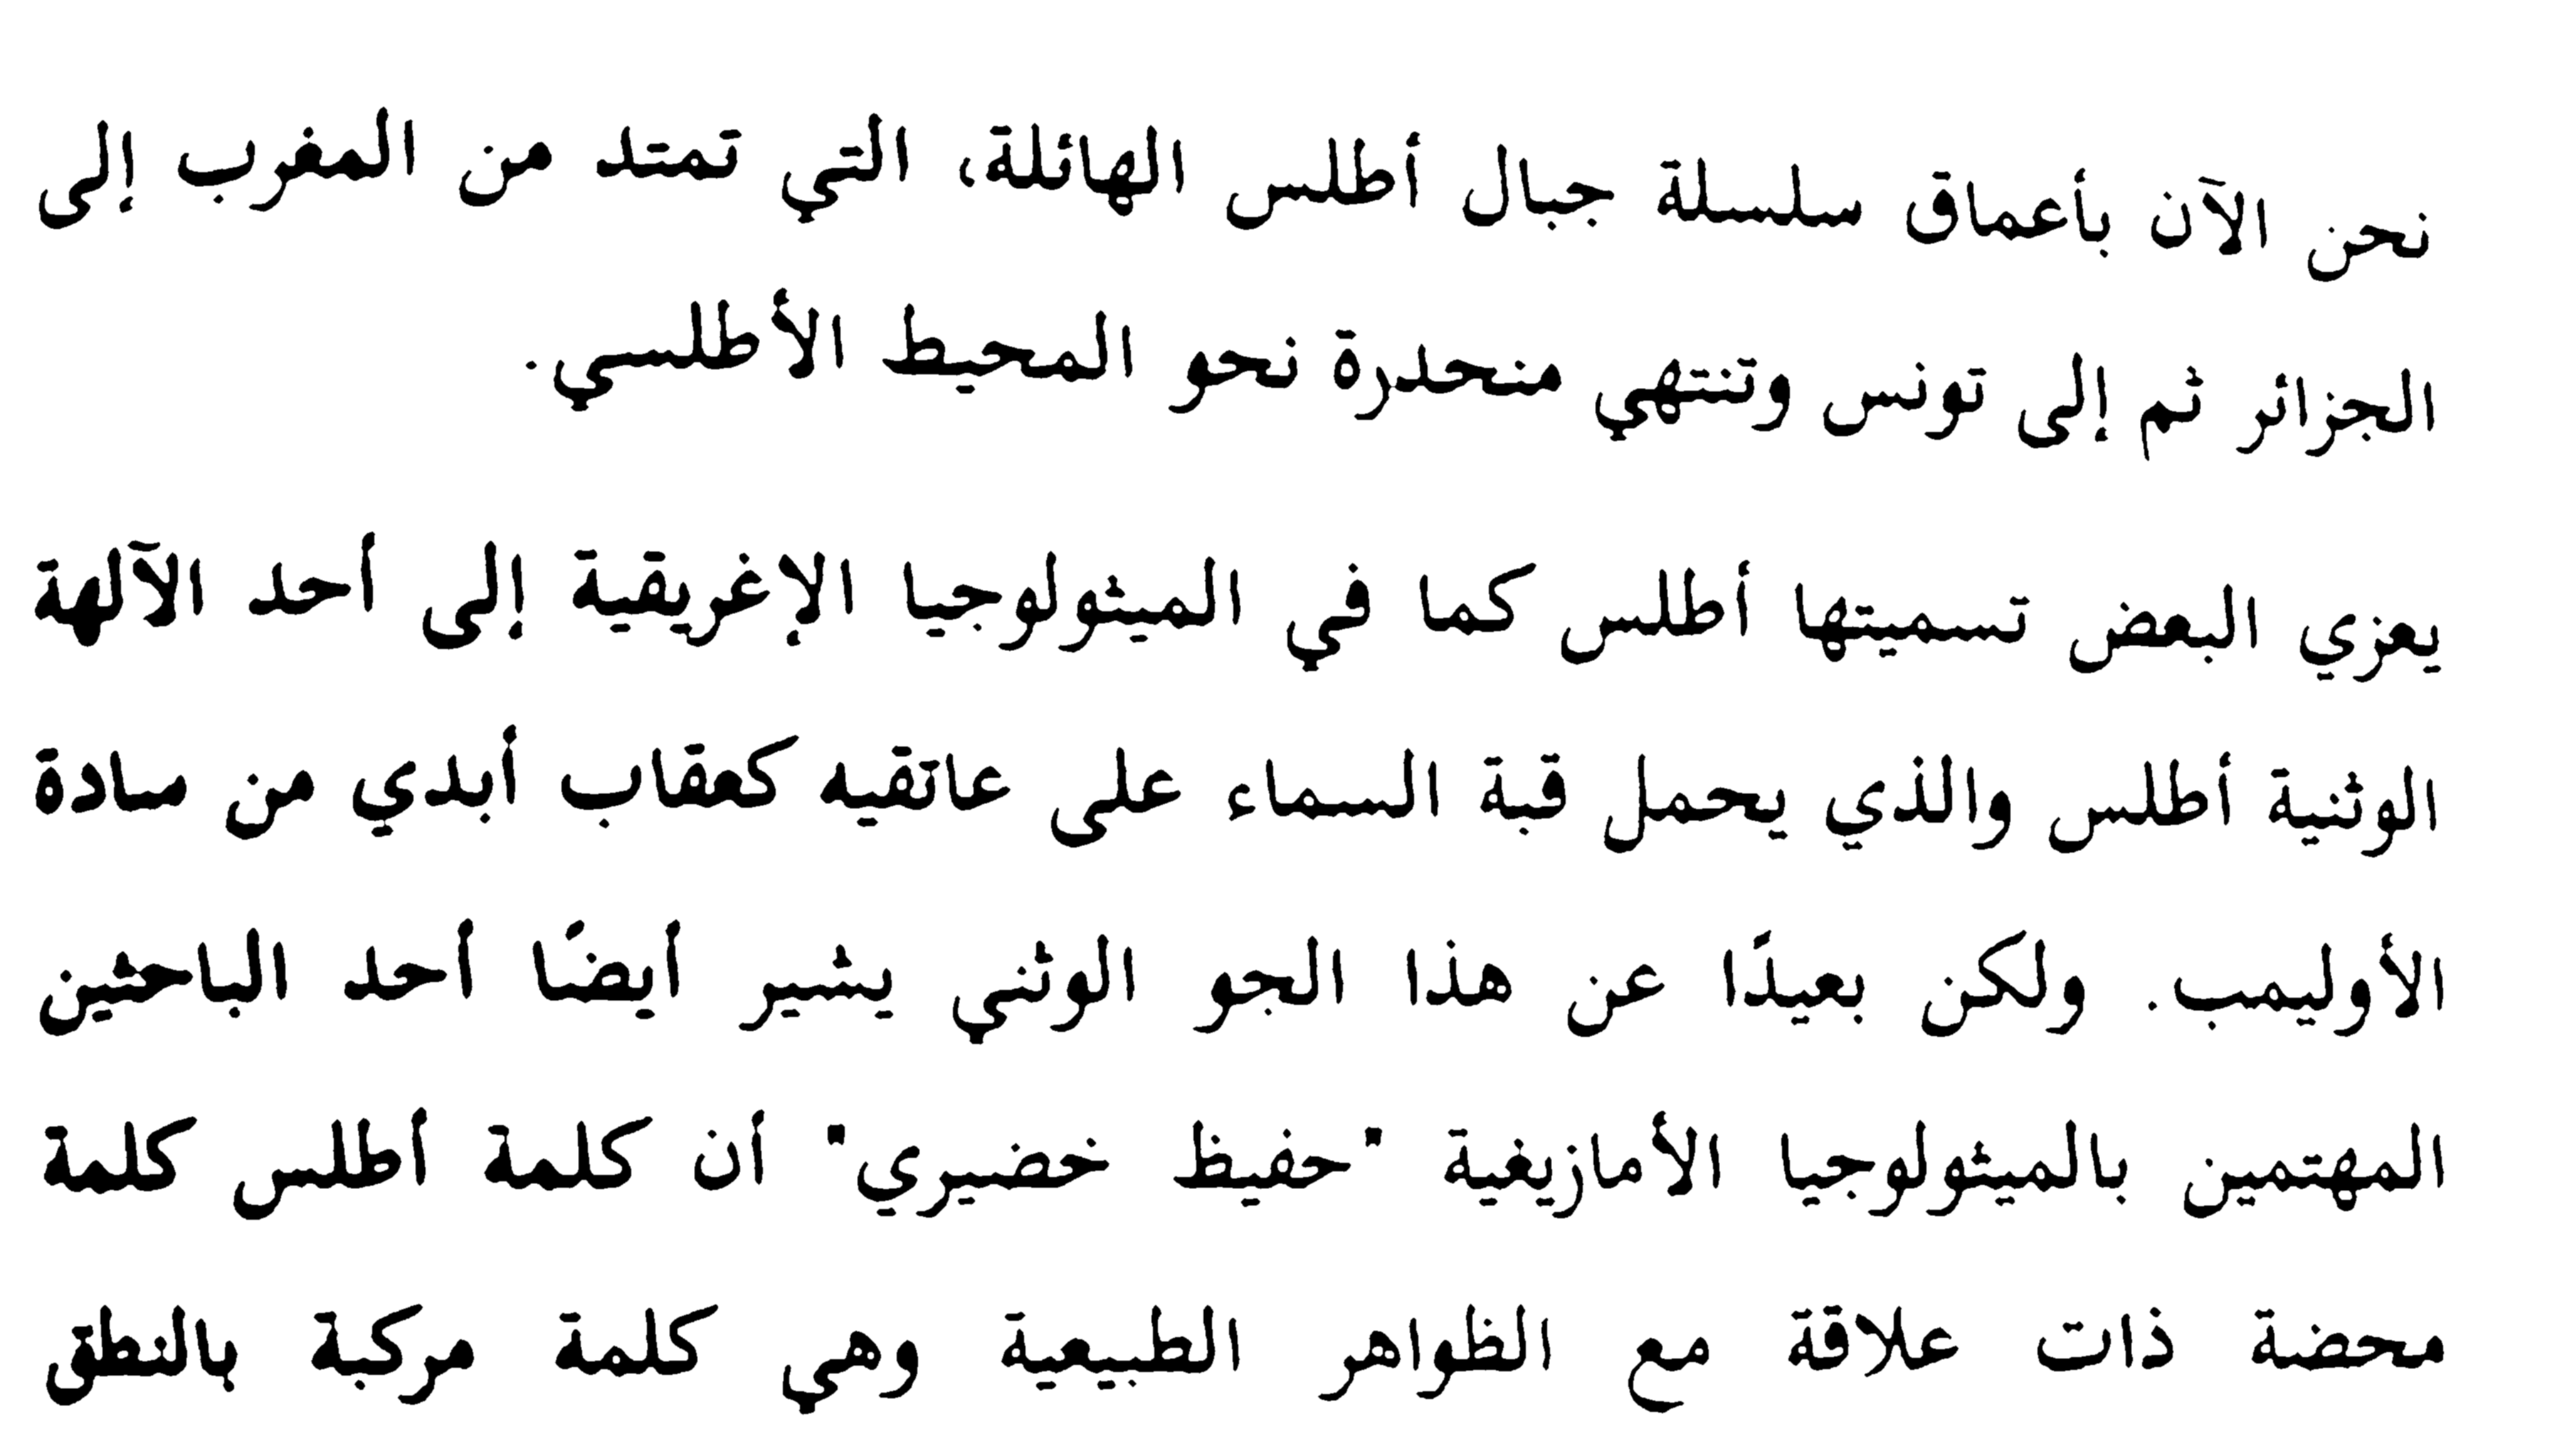 نحن الآن بأعماق سلسلة جبال أطلس الهائلة، التي تمتد من المغرب إلى
الجزائر ثم إلى تونس وتنتهي منحدرة نحو المحيط الأطلسي.
يعزي البعض تسميتها أطلس كما في الميثولوجيا الإغريقية إلى أحد الآلهة
الوثنية أطلس والذي يحمل قبة السماء على عاتقيه كعقاب أبدي من سادة
الأوليمب. ولكن بعيدًا عن هذا الجو الوثني يشير أيضًا أحد الباحثين
المهتمين بالميثولوجيا الأمازيغية "حفيظ خضيري" أن كلمة أطلس كلمة
محضة ذات علاقة مع الظواهر الطبيعية وهي كلمة مركبة بالنطق